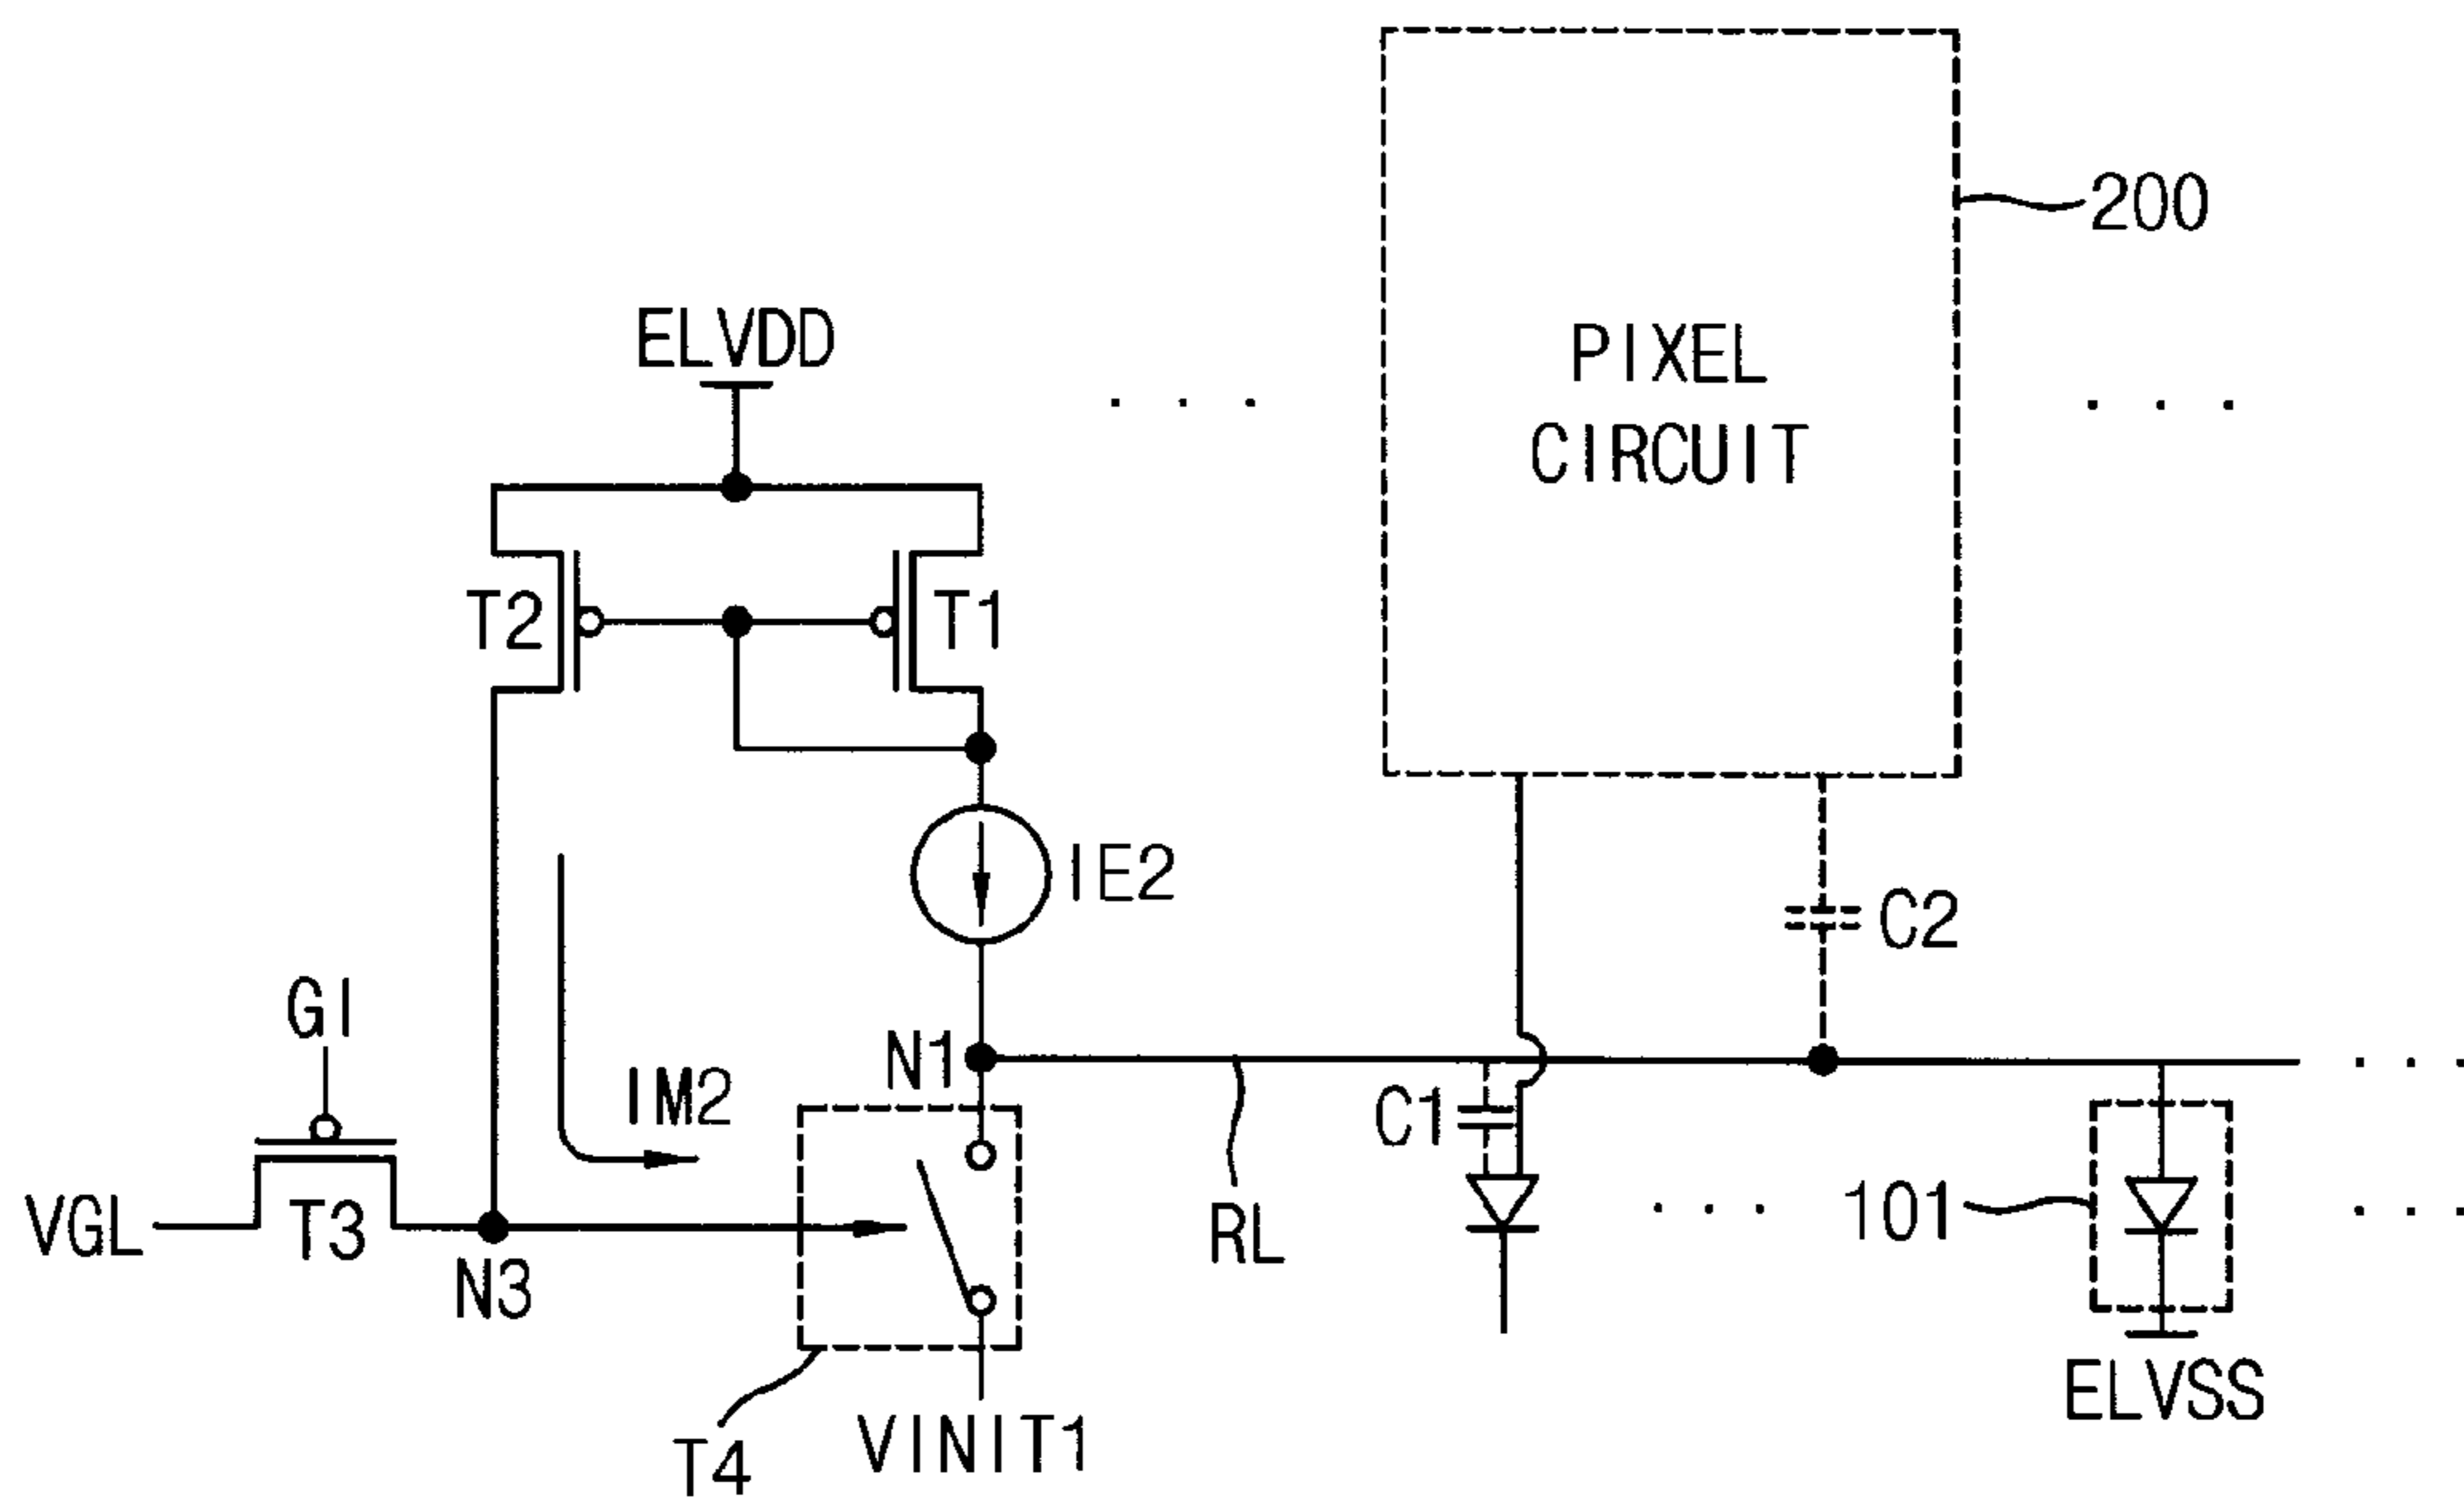 200
PIXEL
CIRCUIT
ELVDD
T2
T1
IE2
C2
GI
N1
IM2
C1
VGL
T3
N3
RL
101
T4
VINIT1
ELVSS